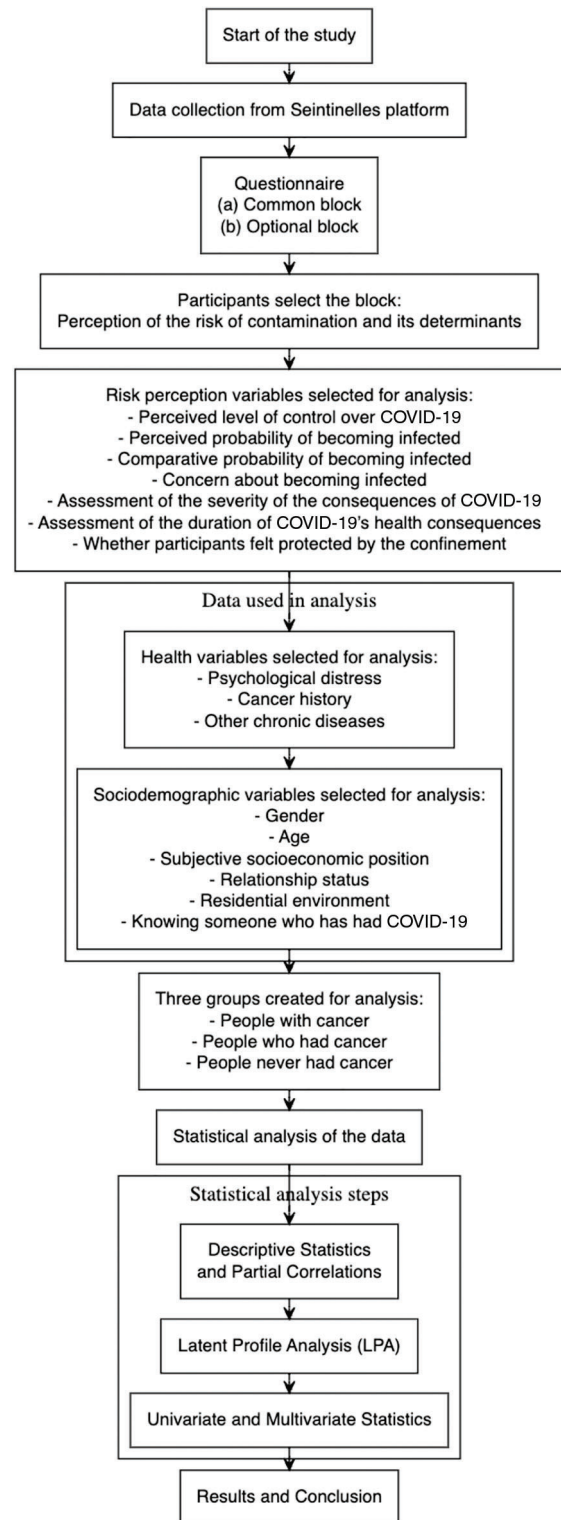 Start of the study
Data collection from Seintinelles platform
Questionnaire
(a) Common block
(b) Optional block
Participants select the block:
Perception of the risk of contamination and its determinants
Risk perception variables selected for analysis:
- Perceived level of control over COVID-19
- Perceived probability of becoming infected
- Comparative probability of becoming infected
- Concern about becoming infected
- Assessment of the severity of the consequences of COVID-19
- Assessment of the duration of COVID-19's health consequences
- Whether participants felt protected by the confinement
Data used in analysis
Health variables selected for analysis:
- Psychological distress
- Cancer history
- Other chronic diseases
Sociodemographic variables selected for analysis:
- Gender
- Age
- Subjective socioeconomic position
- Relationship status
- Residential environment
- Knowing someone who has had COVID-19
Three groups created for analysis:
- People with cancer
- People who had cancer
- People never had cancer
Statistical analysis of the data
Statistical analysis steps
Descriptive Statistics
and Partial Correlations
Latent Profile Analysis (LPA)
Univariate and Multivariate Statistics
Results and Conclusion